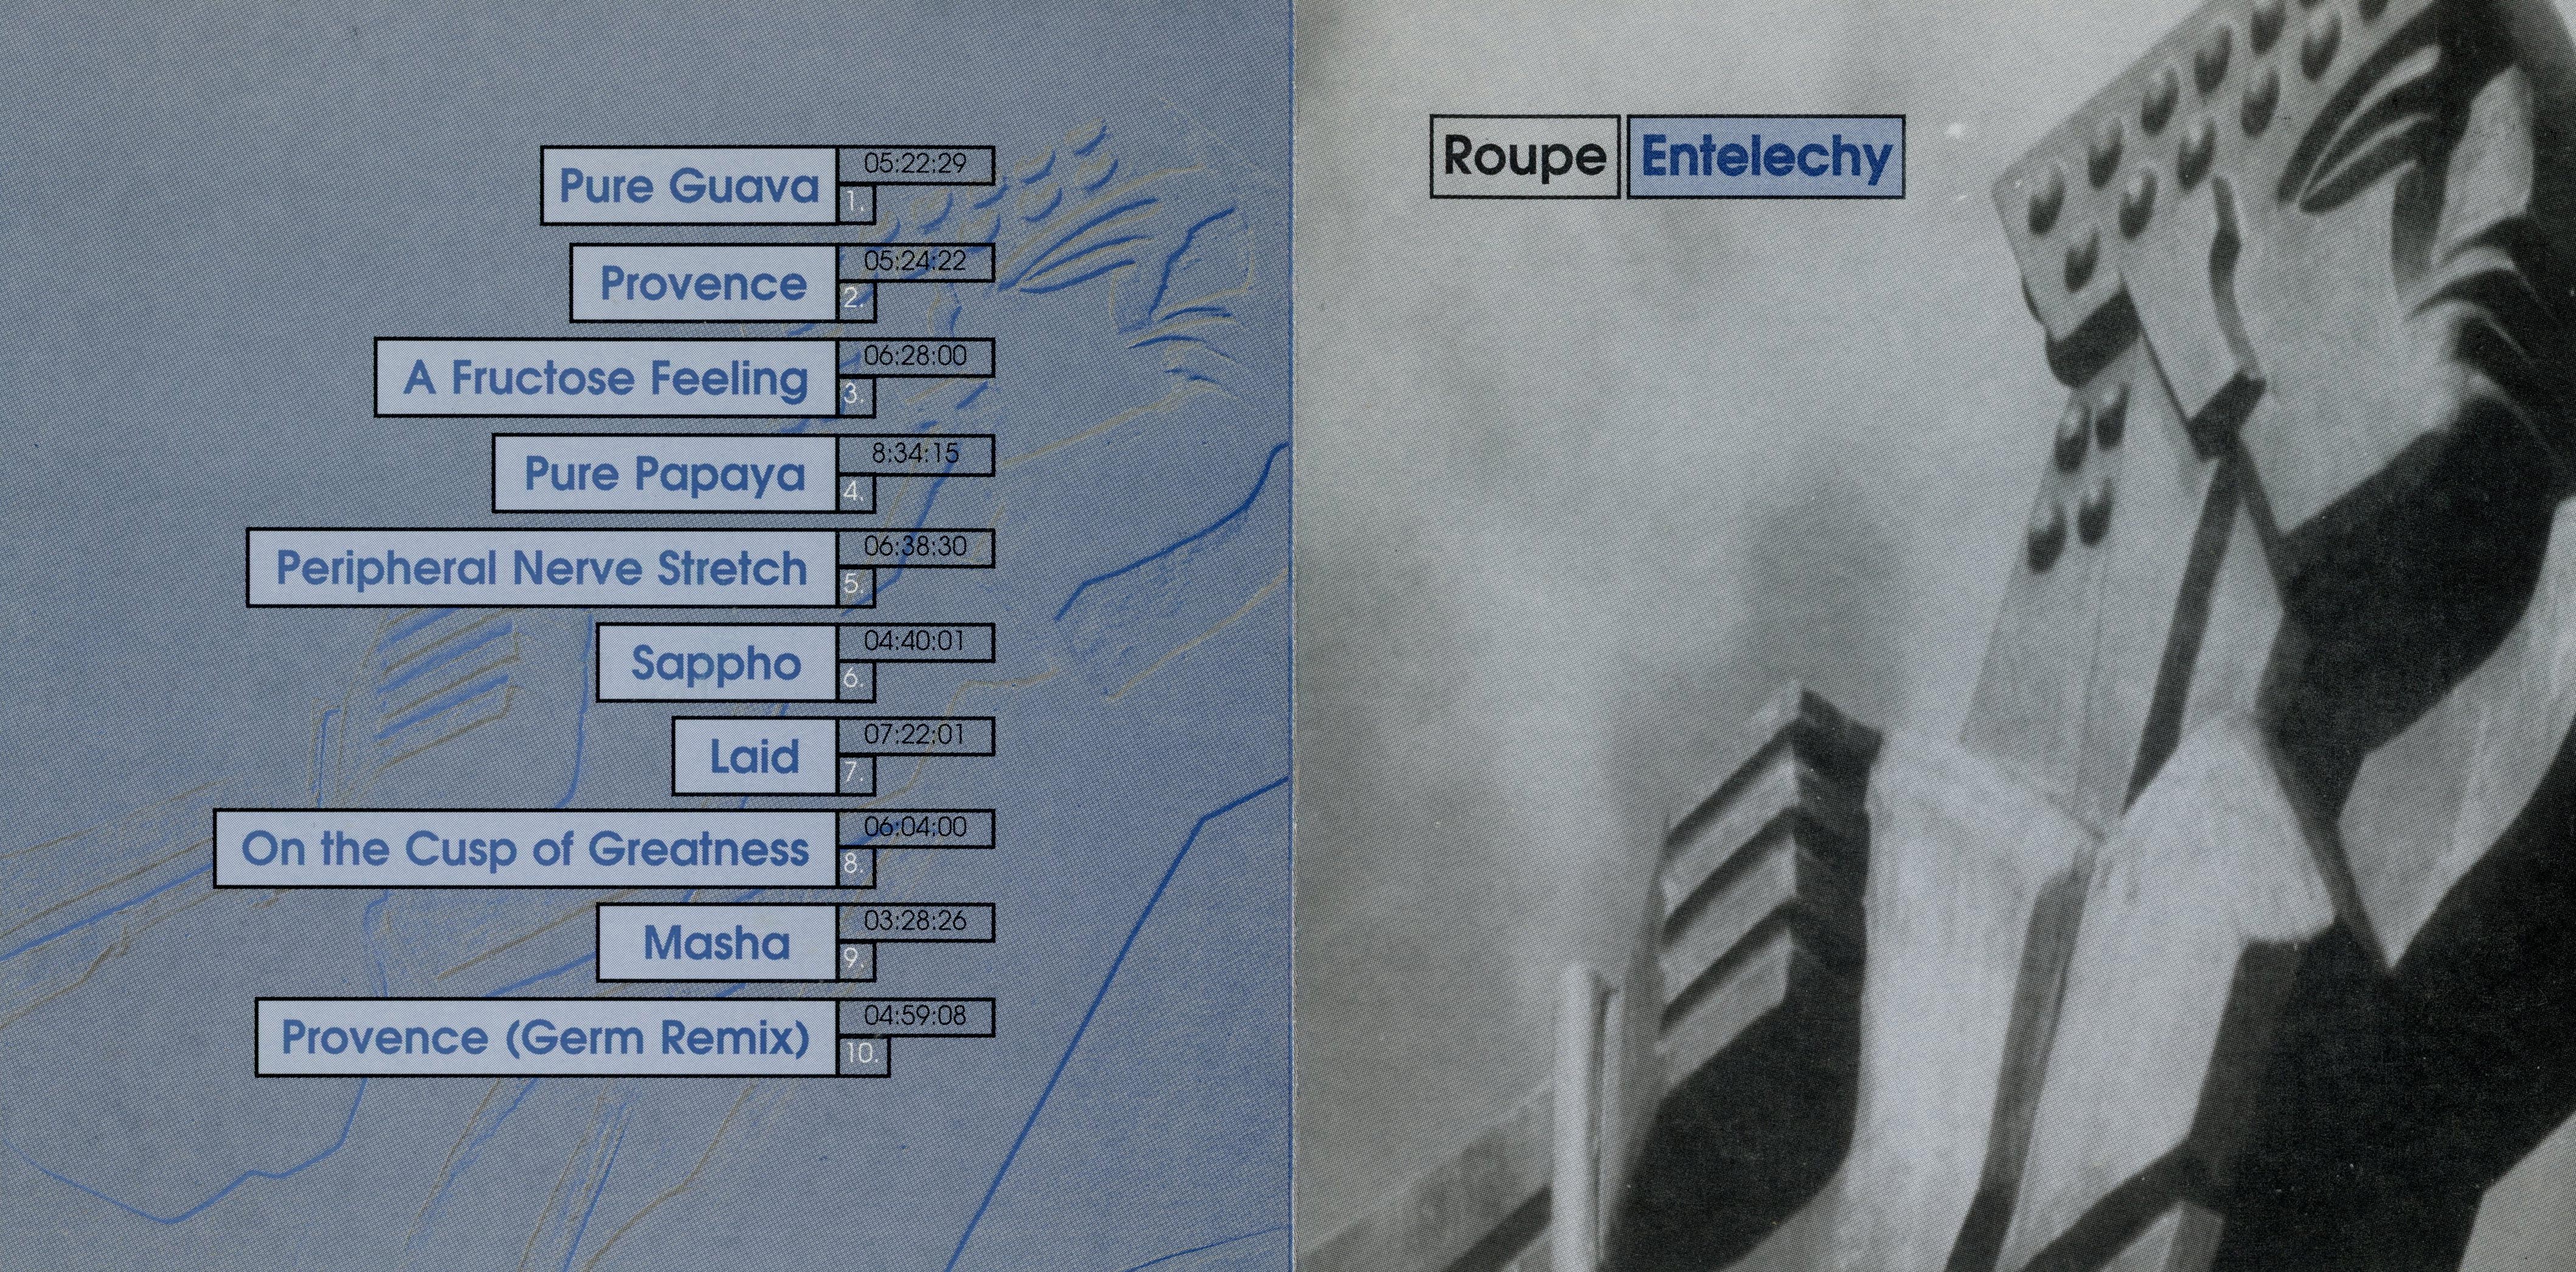 Pure Guava 05:22:29
1.
Provence 05:24:22
2.
A Fructose Feeling 06:28:00
3.
Pure Papaya 8:34:15
4.
Peripheral Nerve Stretch 06:38:30
5.
Sappho 04:40:01
6.
Laid 07:22:01
7.
On the Cusp of Greatness 06:04:00
8.
Masha 03:28:26
9.
Provence (Germ Remix) 04:59:08
10.
Roupe Entelechy